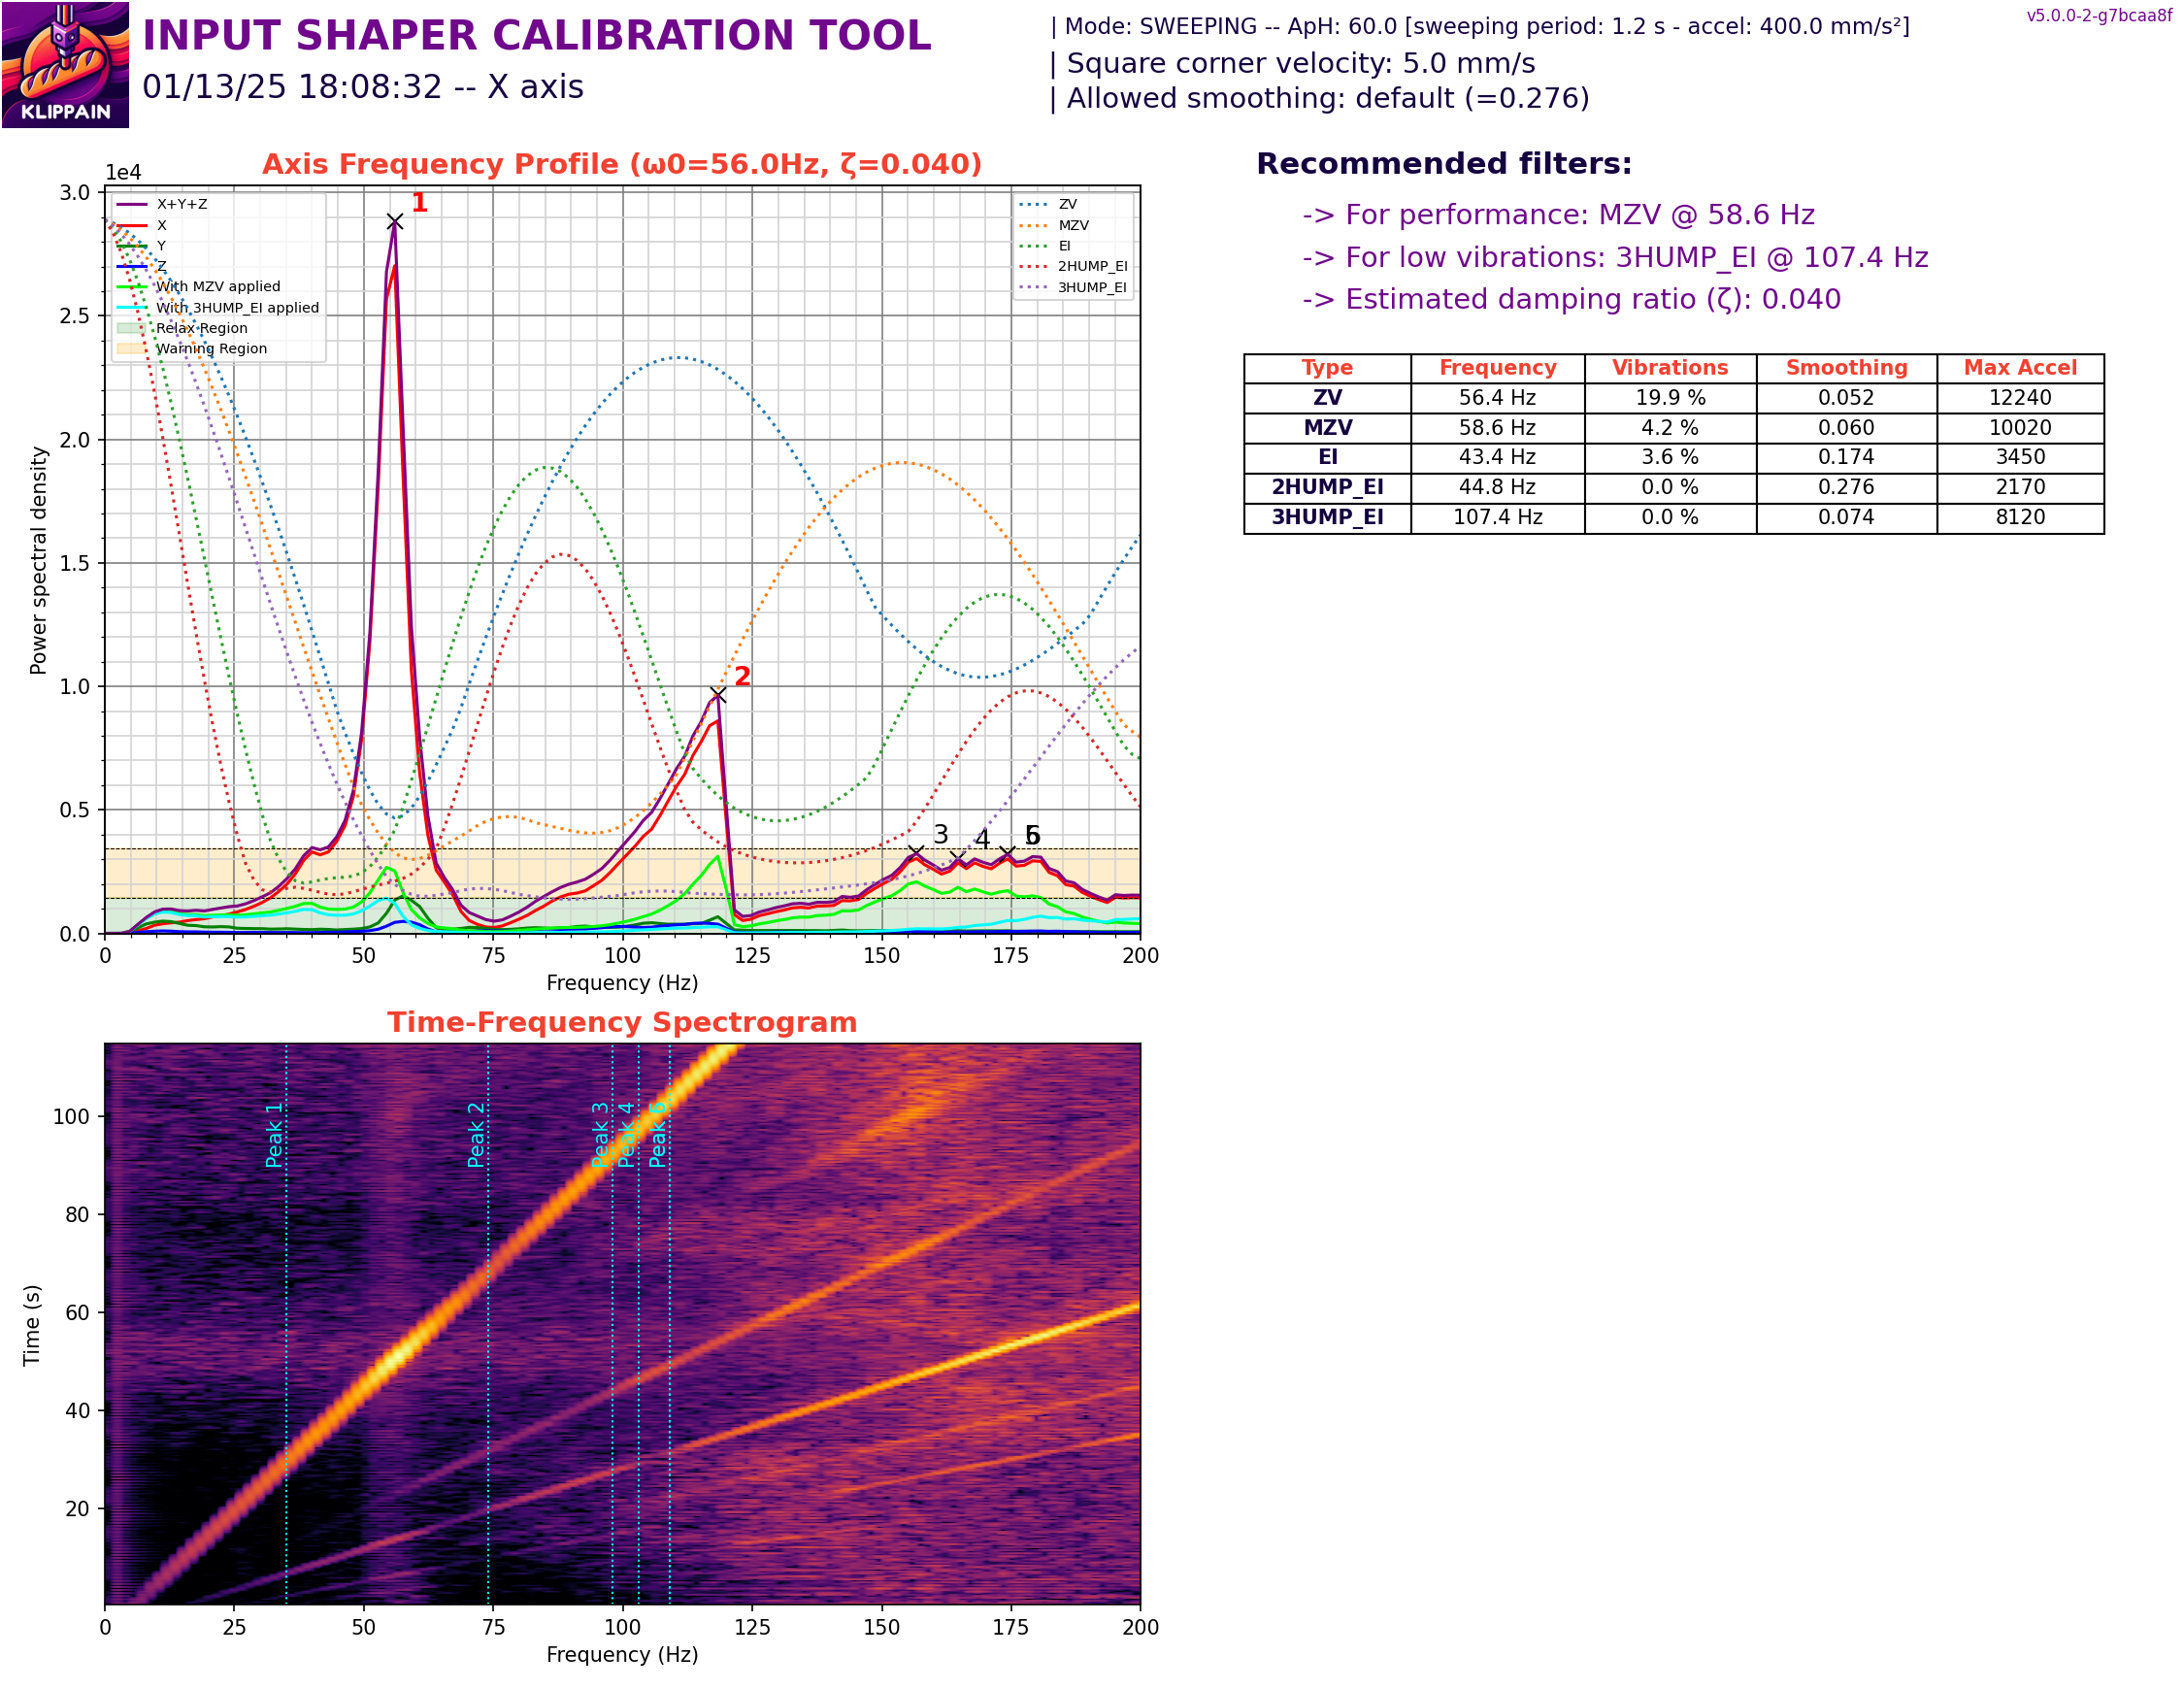 KLIPPAIN
INPUT SHAPER CALIBRATION TOOL
01/13/25 18:08:32 -- X axis
| Mode: SWEEPING -- ApH: 60.0 [sweeping period: 1.2 s - accel: 400.0 mm/s²]
| Square corner velocity: 5.0 mm/s
| Allowed smoothing: default (=0.276)
v5.0.0-2-g7bcaa8f
Axis Frequency Profile (ω0=56.0Hz, ζ=0.040)
1e4
3.0
2.5
2.0
1.5
1.0
0.5
0.0
Power spectral density
X+Y+Z
X
Y
Z
With MZV applied
With 3HUMP_EI applied
Relax Region
Warning Region
ZV
MZV
EI
2HUMP_EI
3HUMP_EI
1
2
3
4
5
6
0 25 50 75 100 125 150 175 200
Frequency (Hz)
Recommended filters:
-> For performance: MZV @ 58.6 Hz
-> For low vibrations: 3HUMP_EI @ 107.4 Hz
-> Estimated damping ratio (ζ): 0.040
Type Frequency Vibrations Smoothing Max Accel
ZV 56.4 Hz 19.9 % 0.052 12240
MZV 58.6 Hz 4.2 % 0.060 10020
EI 43.4 Hz 3.6 % 0.174 3450
2HUMP_EI 44.8 Hz 0.0 % 0.276 2170
3HUMP_EI 107.4 Hz 0.0 % 0.074 8120
Time-Frequency Spectrogram
100
80
60
40
20
Time (s)
Peak 1
Peak 2
Peak 3
Peak 4
Peak
0 25 50 75 100 125 150 175 200
Frequency (Hz)